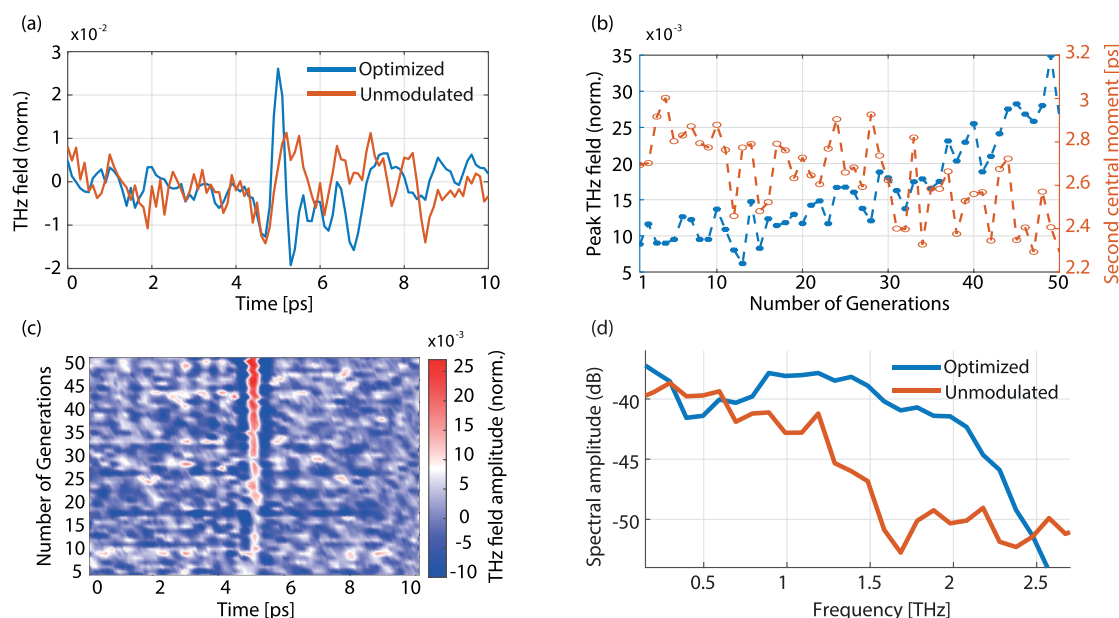 (a)
x10-2
3
2
1
0
-1
-2
0 2 4 6 8 10
THz field (norm.)
Time [ps]
Optimized
Unmodulated
(b)
x10-3
35
30
25
20
15
10
5
1 10 20 30 40 50
Peak THz field (norm.)
Number of Generations
3.2
3
2.8
2.6
2.4
2.2
Second central moment [ps]
(c)
50
45
40
35
30
25
20
15
10
5
0 2 4 6 8 10
Number of Generations
Time [ps]
x10-3
25
20
15
10
5
0
-5
-10
THz field amplitude (norm.)
(d)
-40
-45
-50
0.5 1 1.5 2 2.5
Spectral amplitude (dB)
Frequency [THz]
Optimized
Unmodulated